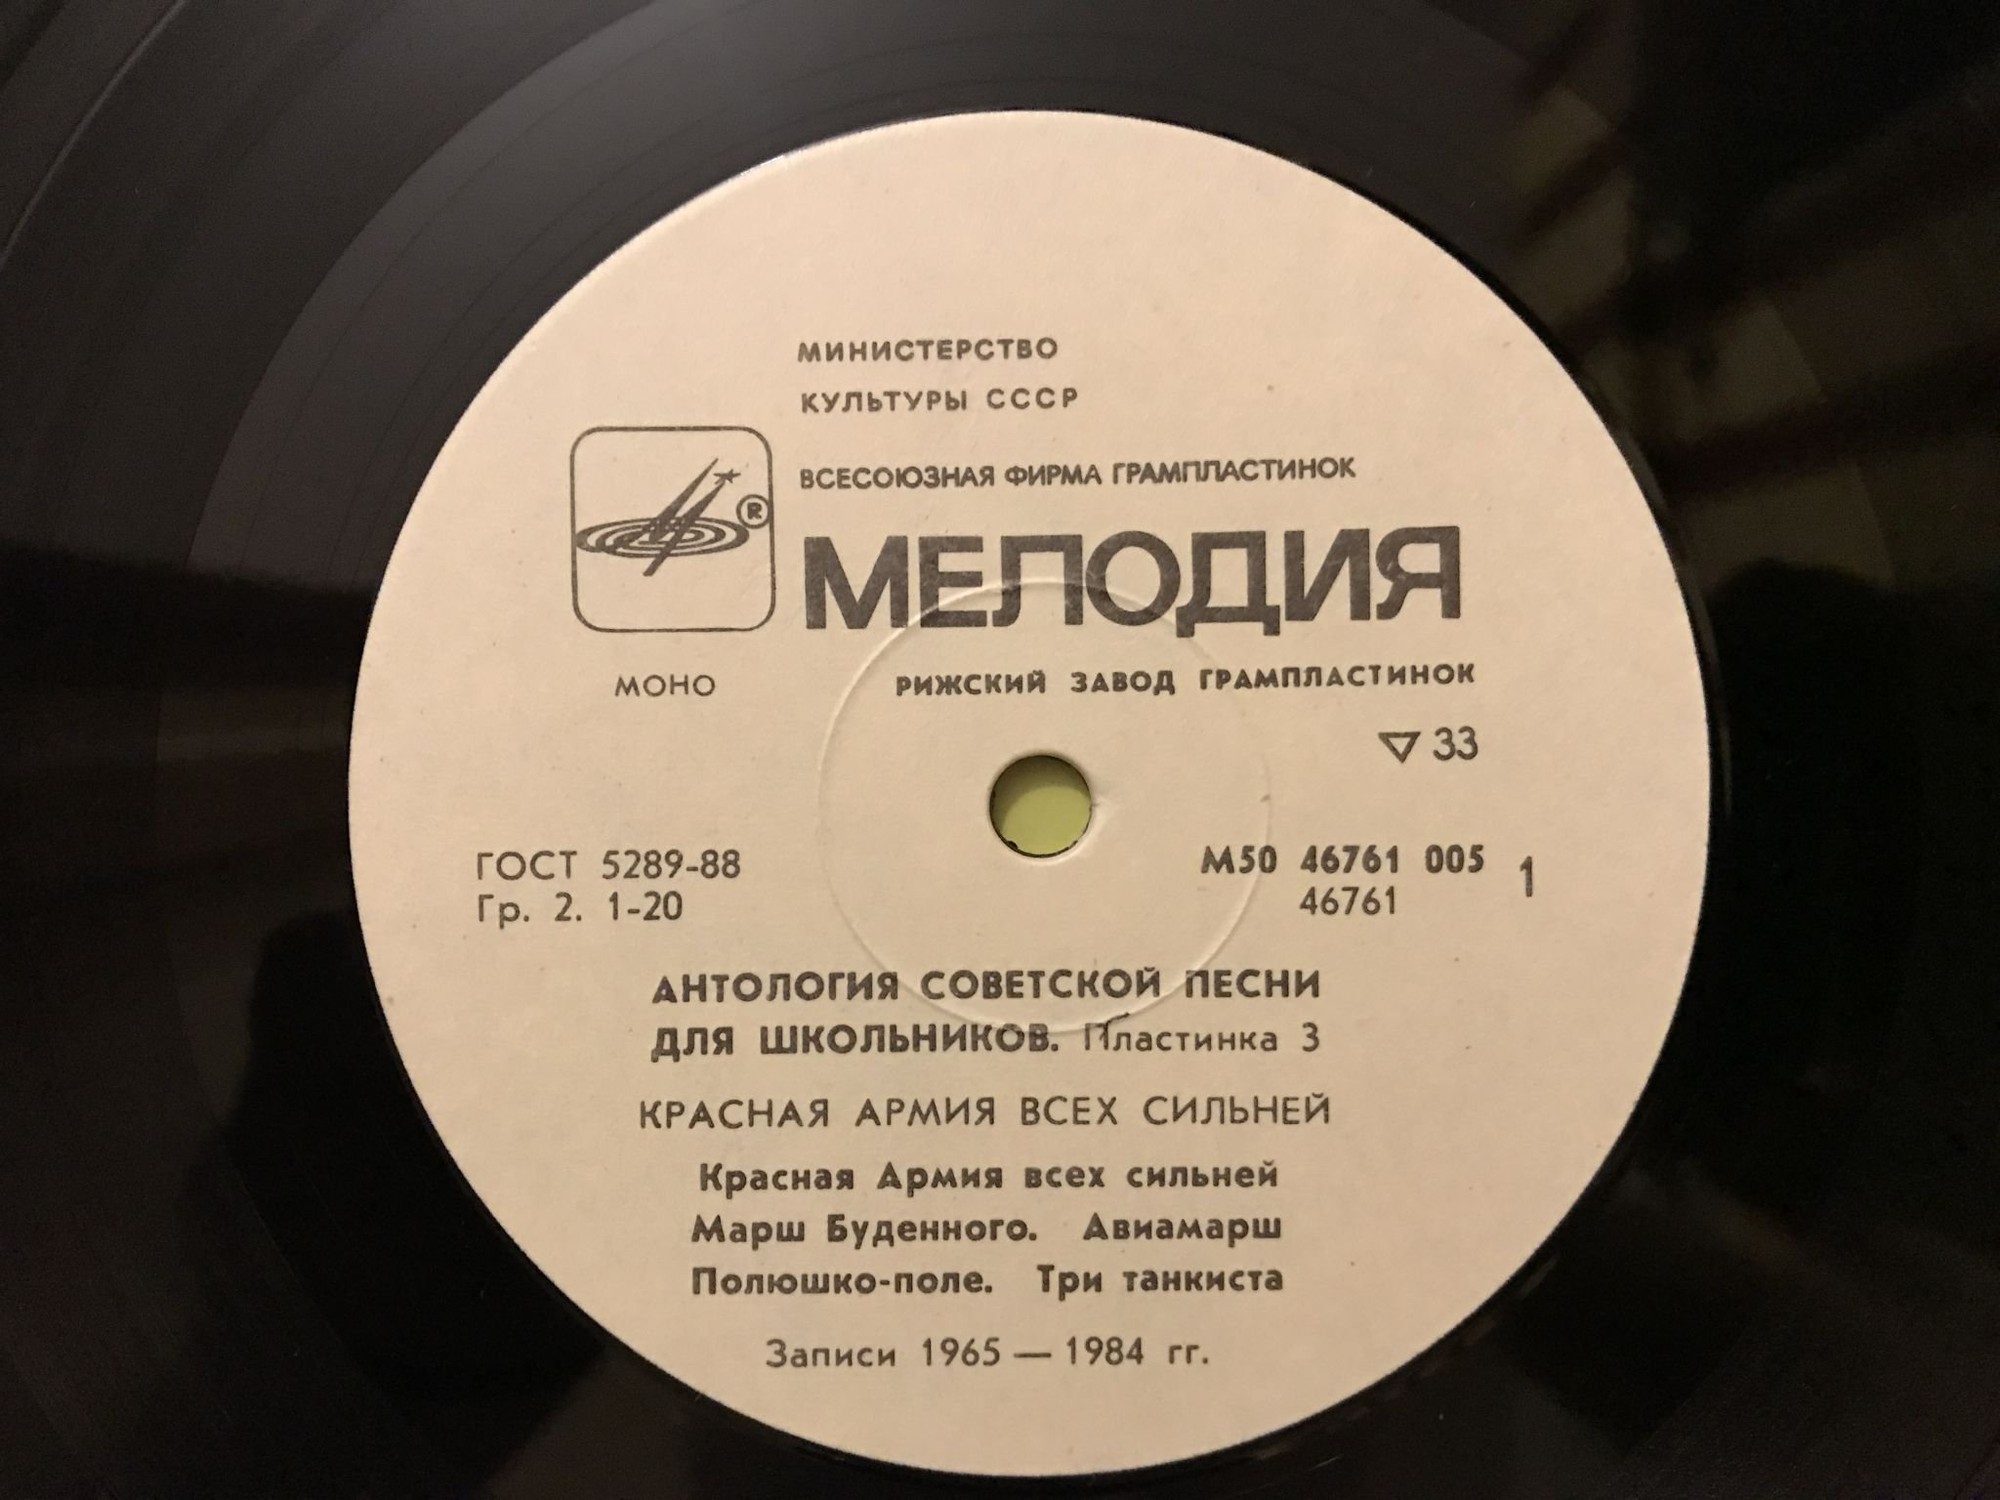 МИНИСТЕРСТВО
КУЛЬТУРЫ СССР
ВСЕСОЮЗНАЯ ФИРМА ГРАМПЛАСТИНОК
®
МЕЛОДИЯ
МОНО
РИЖСКИЙ ЗАВОД ГРАМПЛАСТИНОК
▽ 33
ГОСТ 5289-88
Гр. 2. 1-20
М50 46761 005
46761
1
АНТОЛОГИЯ СОВЕТСКОЙ ПЕСНИ
ДЛЯ ШКОЛЬНИКОВ. Пластинка 3
КРАСНАЯ АРМИЯ ВСЕХ СИЛЬНЕЙ
Красная Армия всех сильней
Марш Буденного. Авиамарш
Полюшко-поле. Три танкиста
Записи 1965 — 1984 гг.